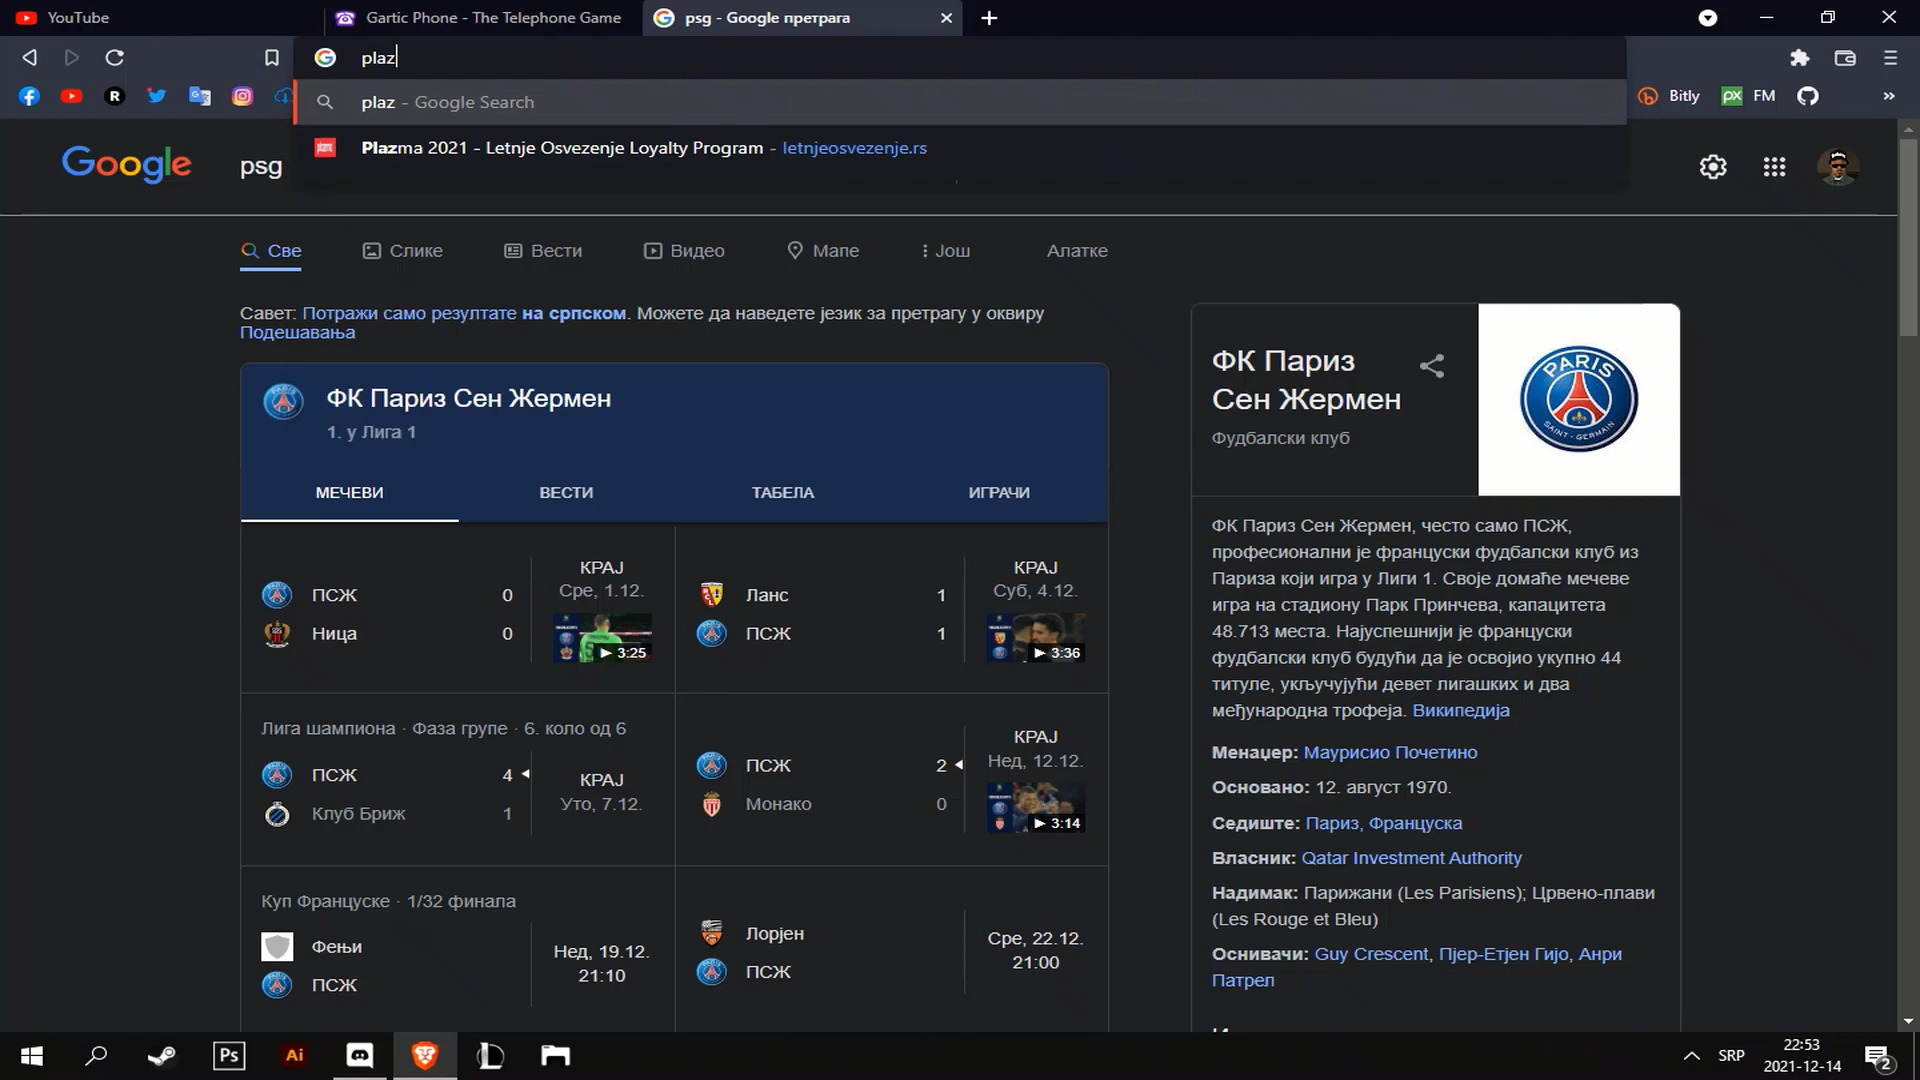 YouTube
Gartic Phone - The Telephone Game
psg - Google претрага
plaz
plaz - Google Search
Plazma 2021 - Letnje Osvezenje Loyalty Program - letnjeosvezenje.rs
Bitly
FM
Google
psg
Све
Слике
Вести
Видео
Мапе
Још
Алатке
Савет: Потражи само резултате на српском. Можете да наведете језик за претрагу у оквиру
Подешавања
ФК Париз Сен Жермен
1. у Лига 1
МЕЧЕВИ
ВЕСТИ
ТАБЕЛА
ИГРАЧИ
ПСЖ 0
Ница 0
КРАЈ
Сре, 1.12.
3:25
Ланс 1
ПСЖ 1
КРАЈ
Суб, 4.12.
3:36
Лига шампиона · Фаза групе · 6. коло од 6
ПСЖ 4
Клуб Бриж 1
КРАЈ
Уто, 7.12.
ПСЖ 2
Монако 0
КРАЈ
Нед, 12.12.
3:14
Куп Француске · 1/32 финала
Фењи
ПСЖ
Нед, 19.12.
21:10
Лорјен
ПСЖ
Сре, 22.12.
21:00
ФК Париз
Сен Жермен
Фудбалски клуб
PARIS
SAINT-GERMAIN
ФК Париз Сен Жермен, често само ПСЖ,
професионални је француски фудбалски клуб из
Париза који игра у Лиги 1. Своје домаће мечеве
игра на стадиону Парк Принчева, капацитета
48.713 места. Најуспешнији је француски
фудбалски клуб будући да је освојио укупно 44
титуле, укључујући девет лигашких и два
међународна трофеја. Википедија
Менаџер: Маурисио Почетино
Основано: 12. август 1970.
Седиште: Париз, Француска
Власник: Qatar Investment Authority
Надимак: Парижани (Les Parisiens); Црвено-плави
(Les Rouge et Bleu)
Оснивачи: Guy Crescent, Пјер-Етјен Гијо, Анри
Патрел
Ps
Ai
SRP
22:53
2021-12-14
2